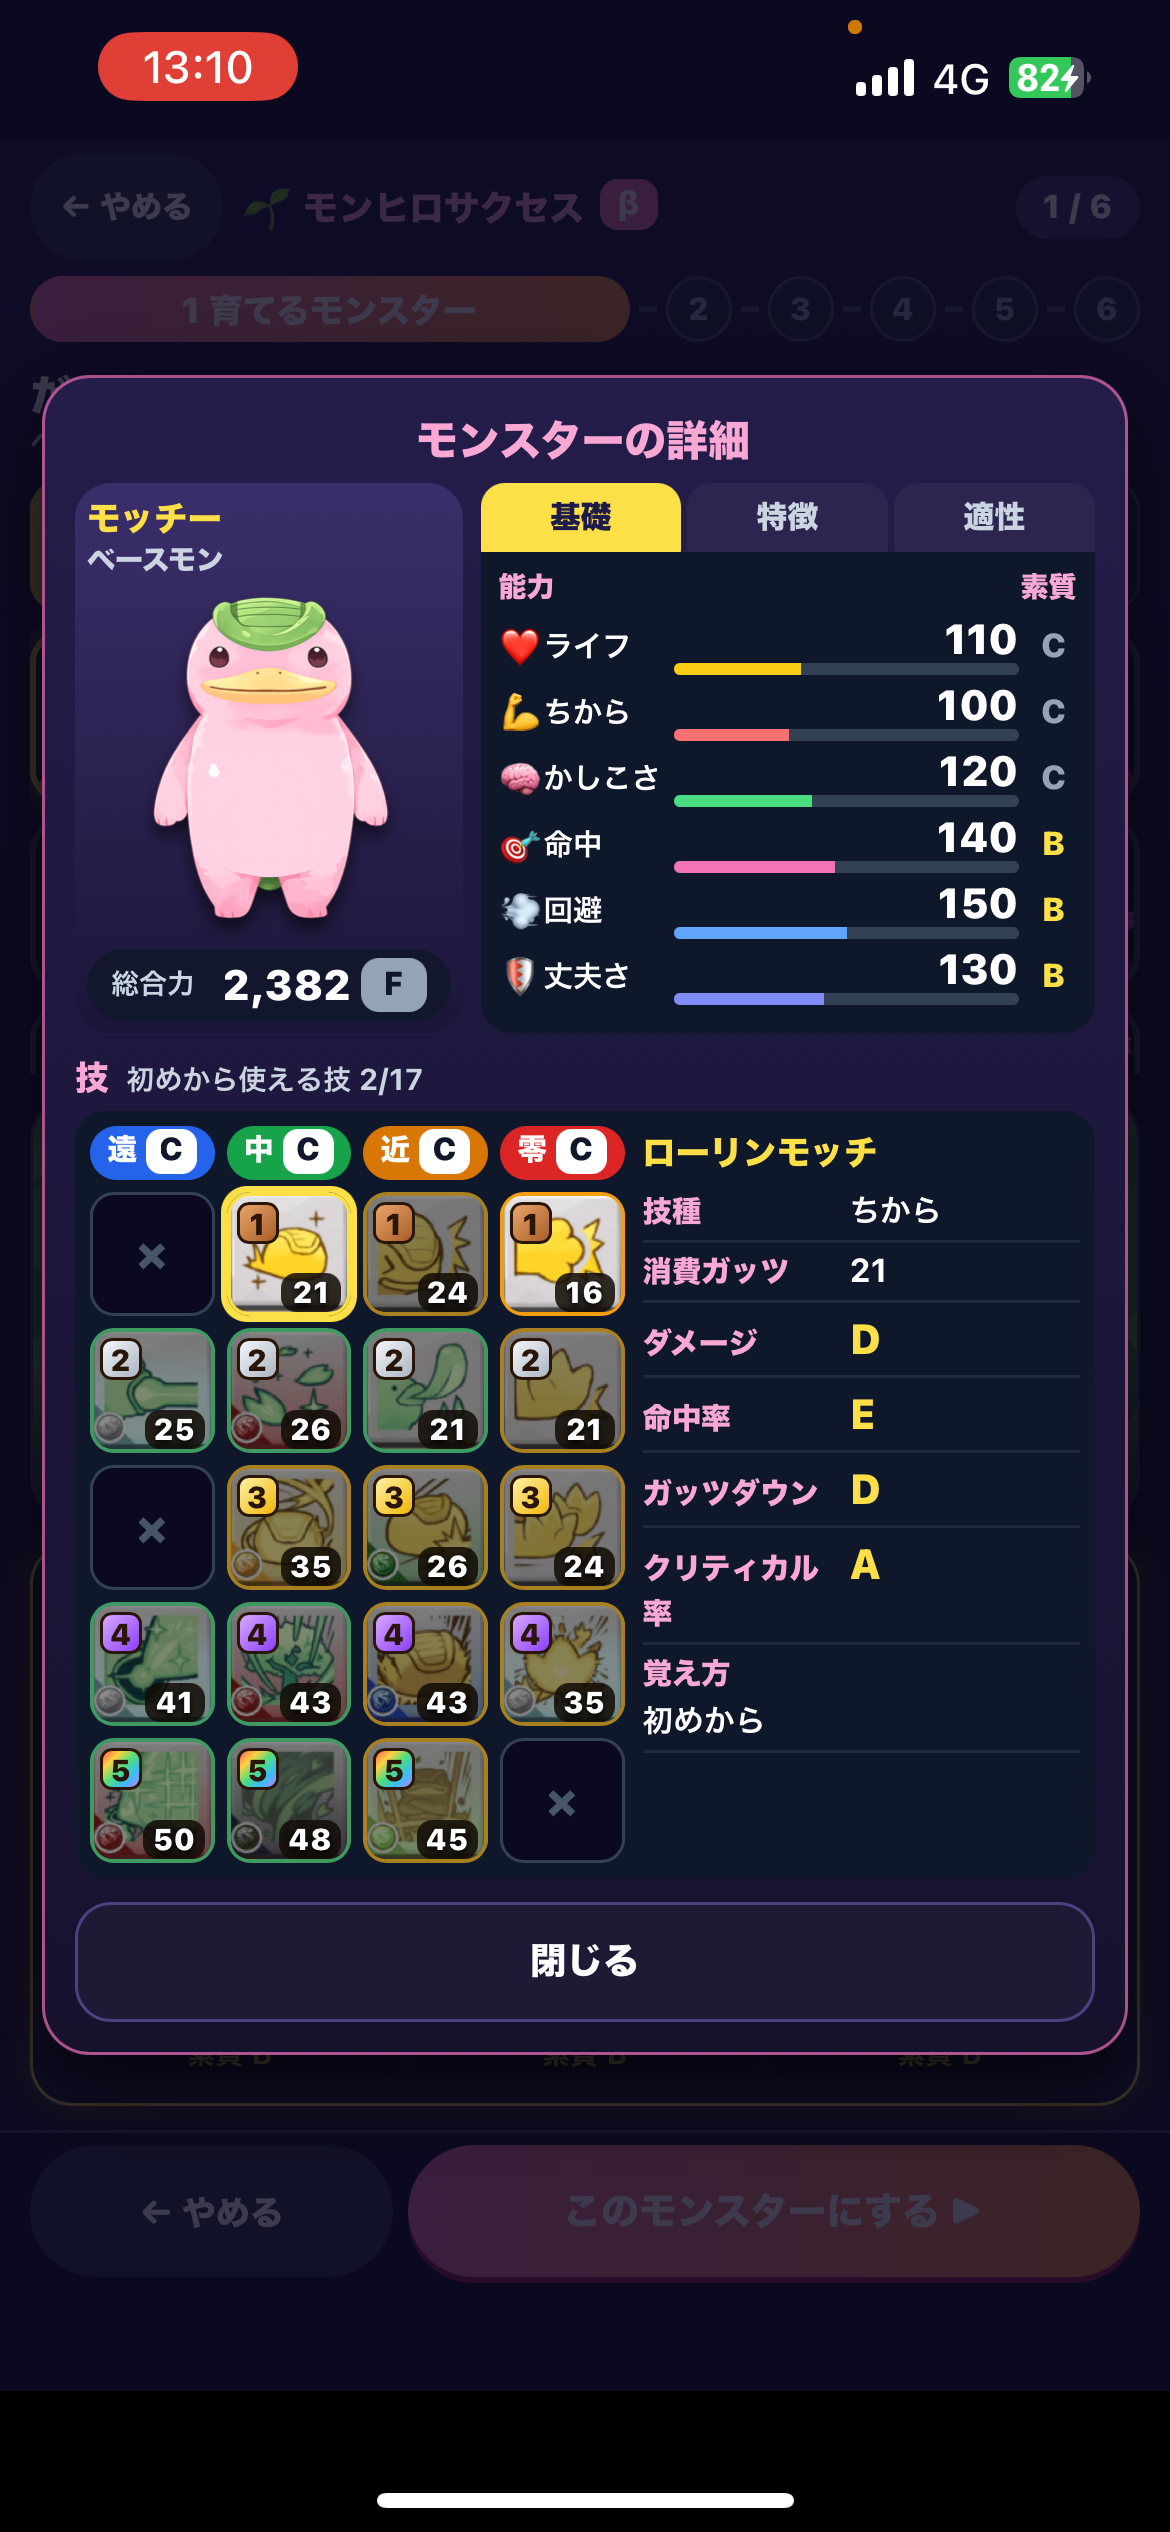 13:10
4G
82
← やめる
モンヒロサクセス β
1 / 6
1 育てるモンスター
2 3 4 5 6
モンスターの詳細
モッチー
ベースモン
総合力 2,382 F
基礎 特徴 適性
能力 素質
ライフ 110 C
ちから 100 C
かしこさ 120 C
命中 140 B
回避 150 B
丈夫さ 130 B
技 初めから使える技 2/17
遠 C 中 C 近 C 零 C
× 1 21 1 24 1 16
2 25 2 26 2 21 2 21
× 3 35 3 26 3 24
4 41 4 43 4 43 4 35
5 50 5 48 5 45 ×
ローリンモッチ
技種 ちから
消費ガッツ 21
ダメージ D
命中率 E
ガッツダウン D
クリティカル A
率
覚え方
初めから
閉じる
素質 B 素質 B 素質 B
← やめる
このモンスターにする ▶